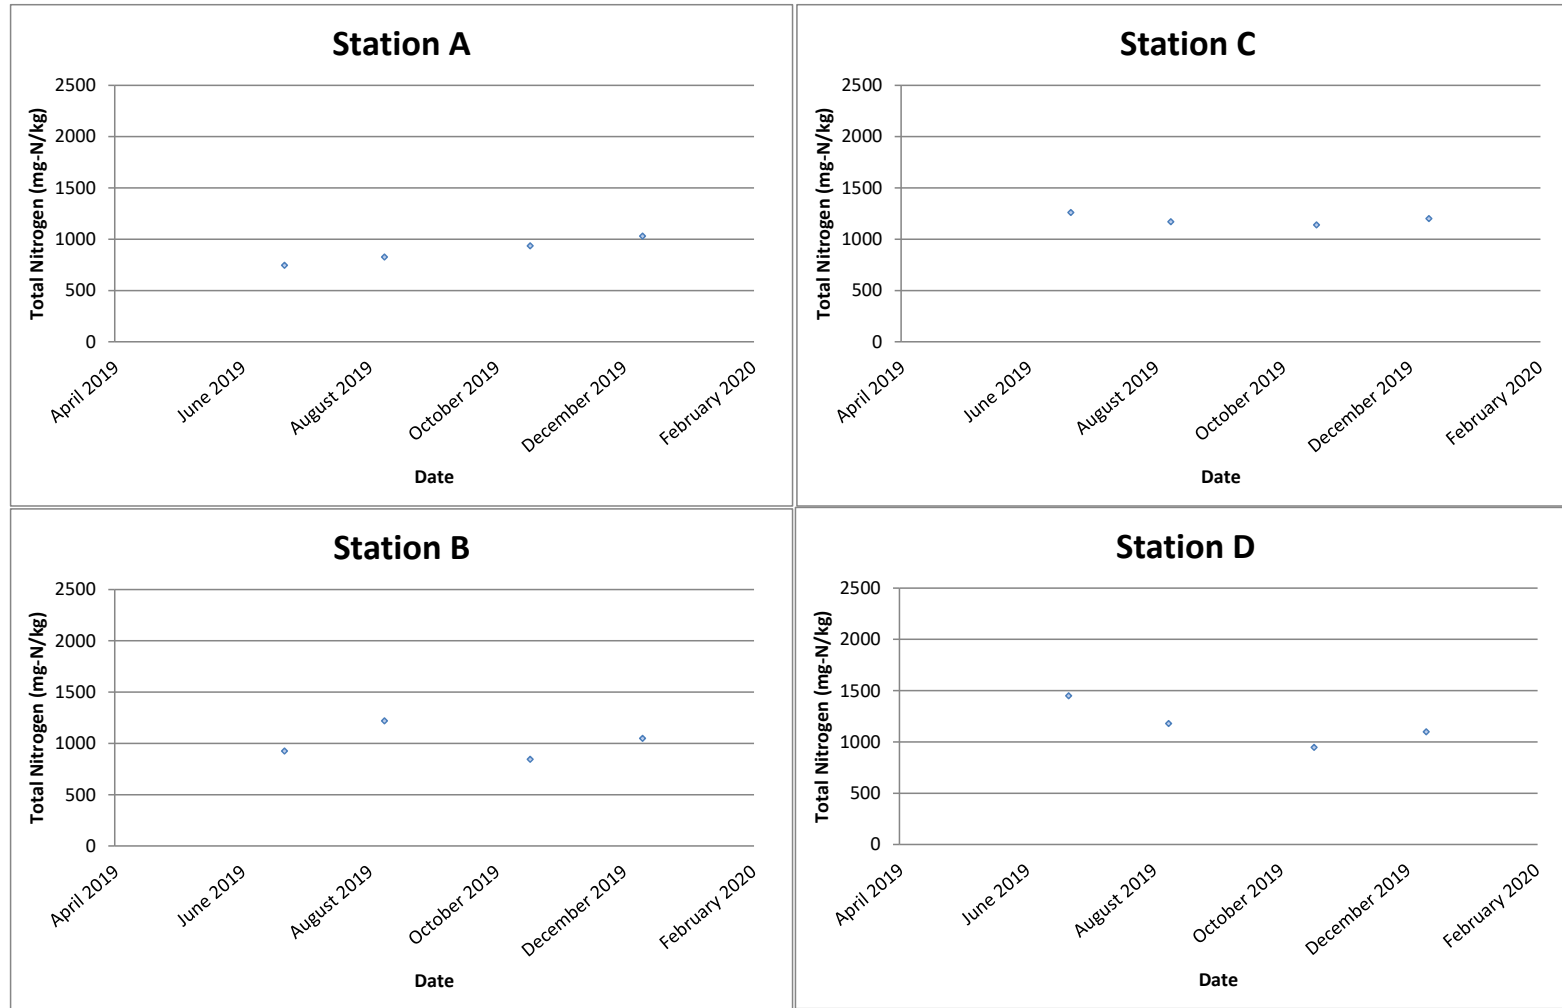 Station A
Total Nitrogen (mg-N/kg)
2500
2000
1500
1000
500
0
April 2019
June 2019
August 2019
October 2019
December 2019
February 2020
Date
Station C
Total Nitrogen (mg-N/kg)
2500
2000
1500
1000
500
0
April 2019
June 2019
August 2019
October 2019
December 2019
February 2020
Date
Station B
Total Nitrogen (mg-N/kg)
2500
2000
1500
1000
500
0
April 2019
June 2019
August 2019
October 2019
December 2019
February 2020
Date
Station D
Total Nitrogen (mg-N/kg)
2500
2000
1500
1000
500
0
April 2019
June 2019
August 2019
October 2019
December 2019
February 2020
Date